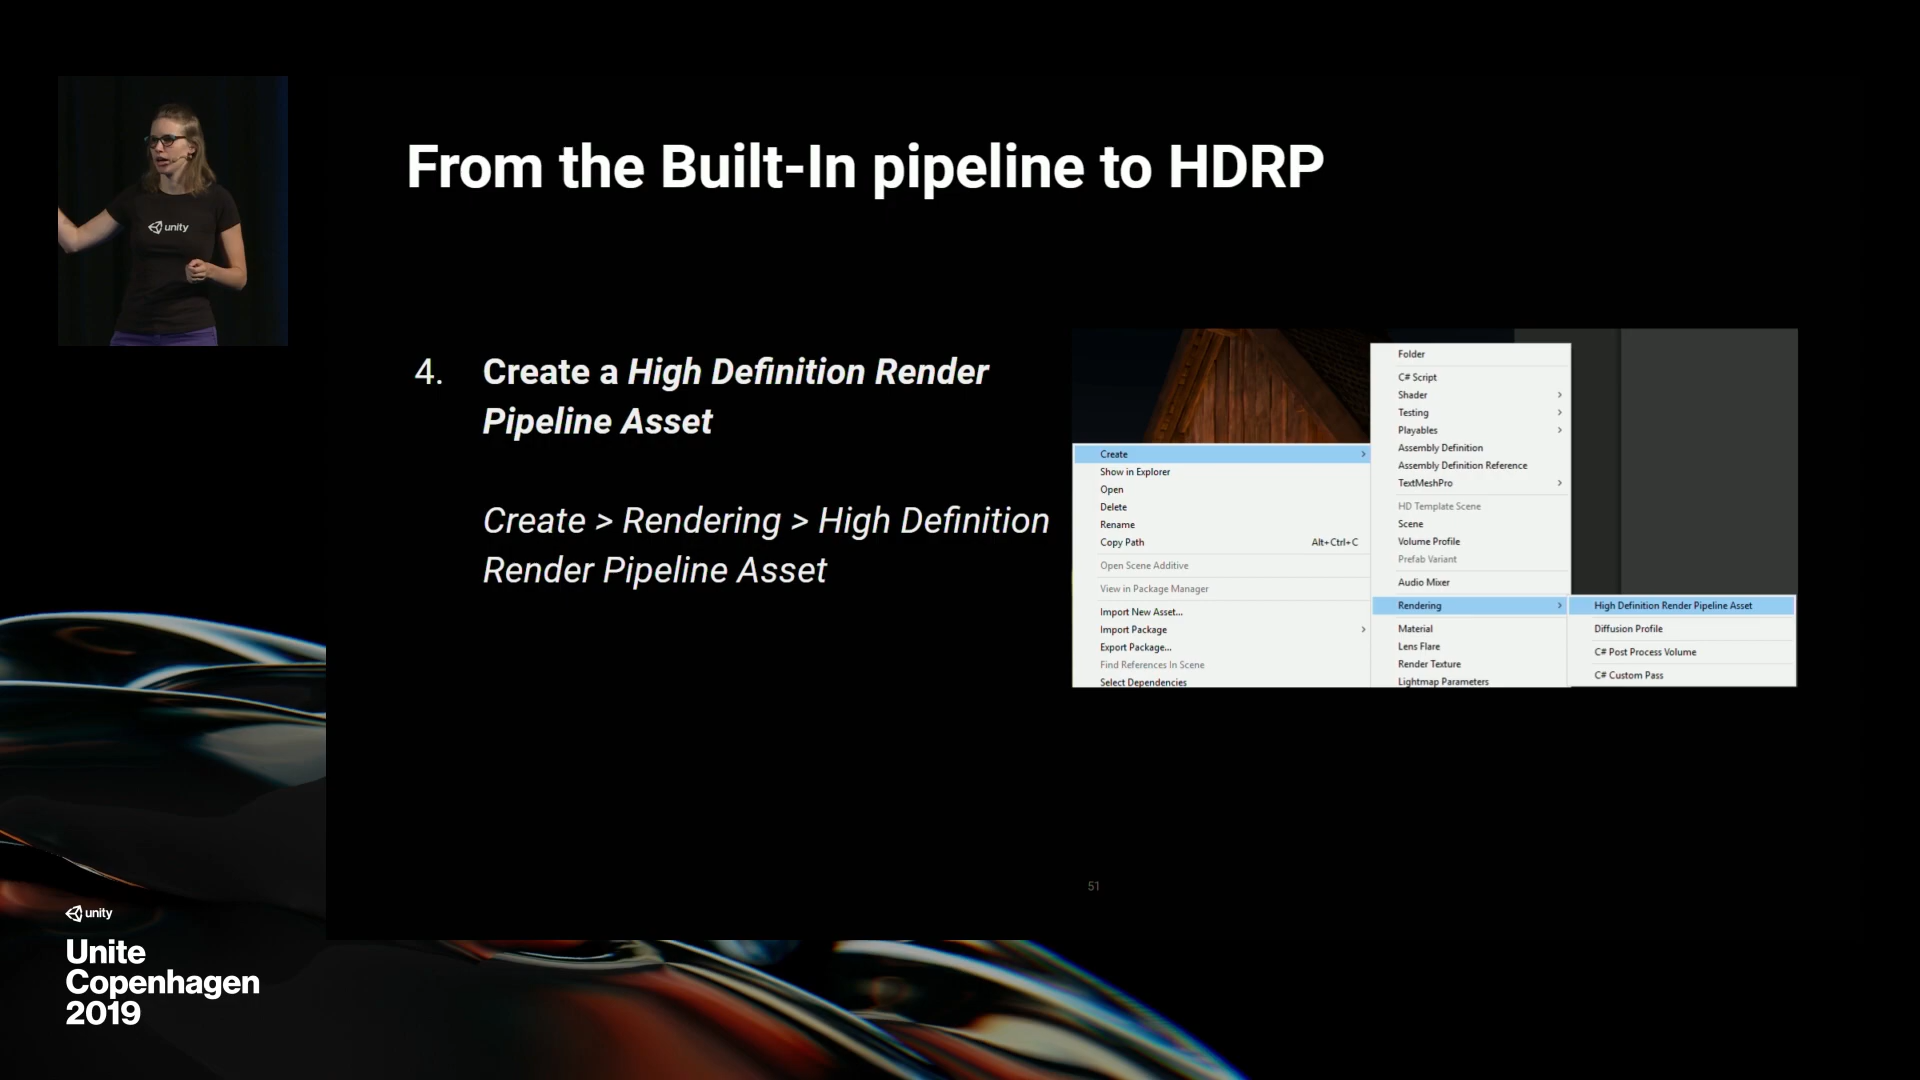 unity
From the Built-In pipeline to HDRP
4. Create a High Definition Render
Pipeline Asset
Create > Rendering > High Definition
Render Pipeline Asset
Create
Show in Explorer
Open
Delete
Rename
Copy Path Alt+Ctrl+C
Open Scene Additive
View in Package Manager
Import New Asset...
Import Package
Export Package...
Find References In Scene
Select Dependencies
Folder
C# Script
Shader
Testing
Playables
Assembly Definition
Assembly Definition Reference
TextMeshPro
HD Template Scene
Scene
Volume Profile
Prefab Variant
Audio Mixer
Rendering
Material
Lens Flare
Render Texture
Lightmap Parameters
High Definition Render Pipeline Asset
Diffusion Profile
C# Post Process Volume
C# Custom Pass
51
unity
Unite
Copenhagen
2019